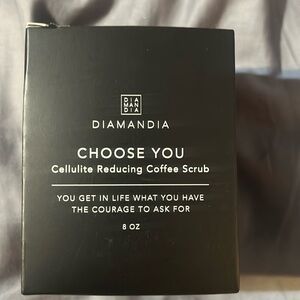 DIA
MAN
DIA
DIAMANDIA
CHOOSE YOU
Cellulite Reducing Coffee Scrub
YOU GET IN LIFE WHAT YOU HAVE
THE COURAGE TO ASK FOR
8 OZ